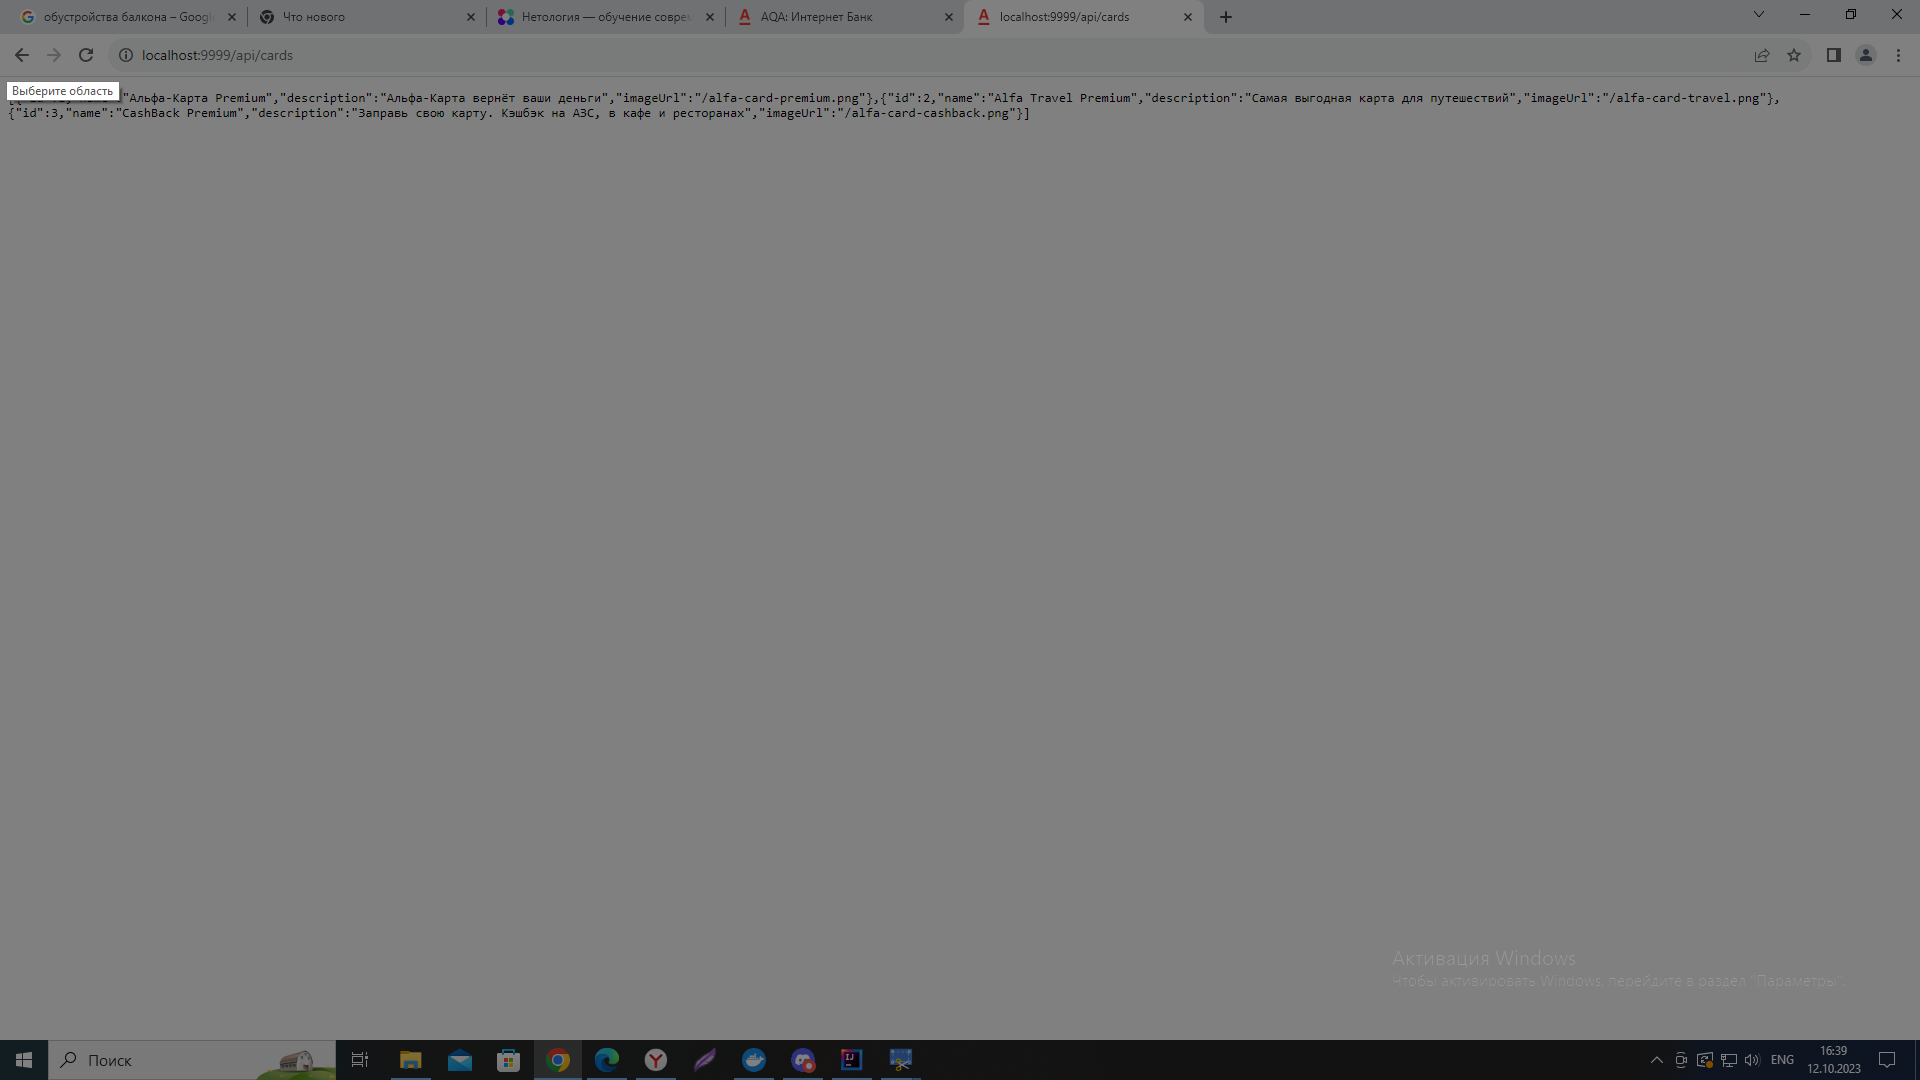 обустройства балкона – Googl
Что нового
Нетология — обучение соврем
AQA: Интернет Банк
localhost:9999/api/cards
localhost:9999/api/cards
Выберите область
"Альфа-Карта Premium","description":"Альфа-Карта вернёт ваши деньги","imageUrl":"/alfa-card-premium.png"},{"id":2,"name":"Alfa Travel Premium","description":"Самая выгодная карта для путешествий","imageUrl":"/alfa-card-travel.png"},
{"id":3,"name":"CashBack Premium","description":"Заправь свою карту. Кэшбэк на АЗС, в кафе и ресторанах","imageUrl":"/alfa-card-cashback.png"}]
Активация Windows
Чтобы активировать Windows, перейдите в раздел "Параметры".
Поиск
ENG
16:39
12.10.2023